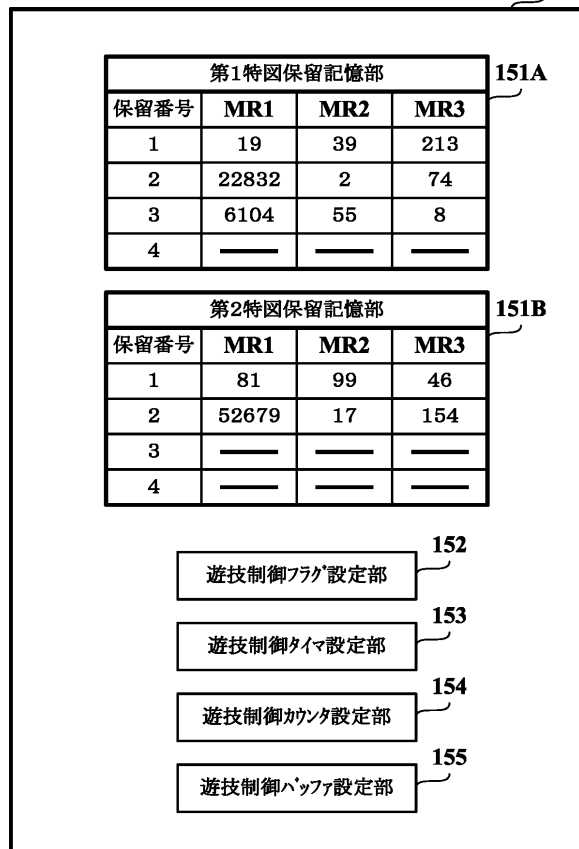 第1特図保留記憶部 151A
保留番号 MR1 MR2 MR3
1 19 39 213
2 22832 2 74
3 6104 55 8
4 ―― ―― ――
第2特図保留記憶部 151B
保留番号 MR1 MR2 MR3
1 81 99 46
2 52679 17 154
3 ―― ―― ――
4 ―― ―― ――
152
遊技制御フラグ設定部
153
遊技制御タイマ設定部
154
遊技制御カウンタ設定部
155
遊技制御バッファ設定部